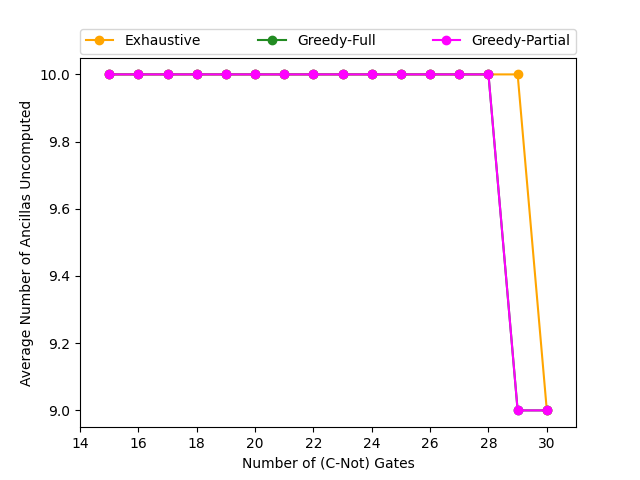 Exhaustive Greedy-Full Greedy-Partial
10.0
9.8
9.6
9.4
9.2
9.0
Average Number of Ancillas Uncomputed
14 16 18 20 22 24 26 28 30
Number of (C-Not) Gates